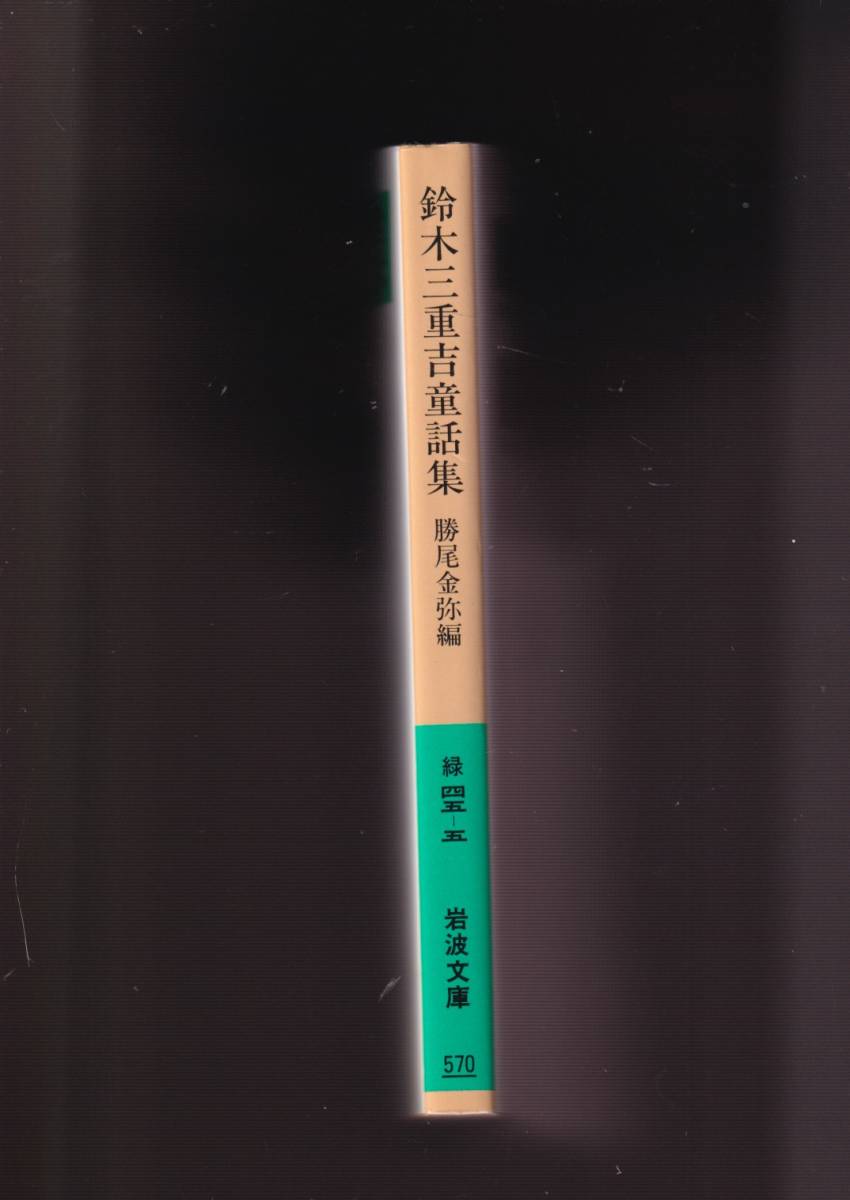 鈴木三重吉童話集
勝尾金弥編
緑四五-五
岩波文庫
570